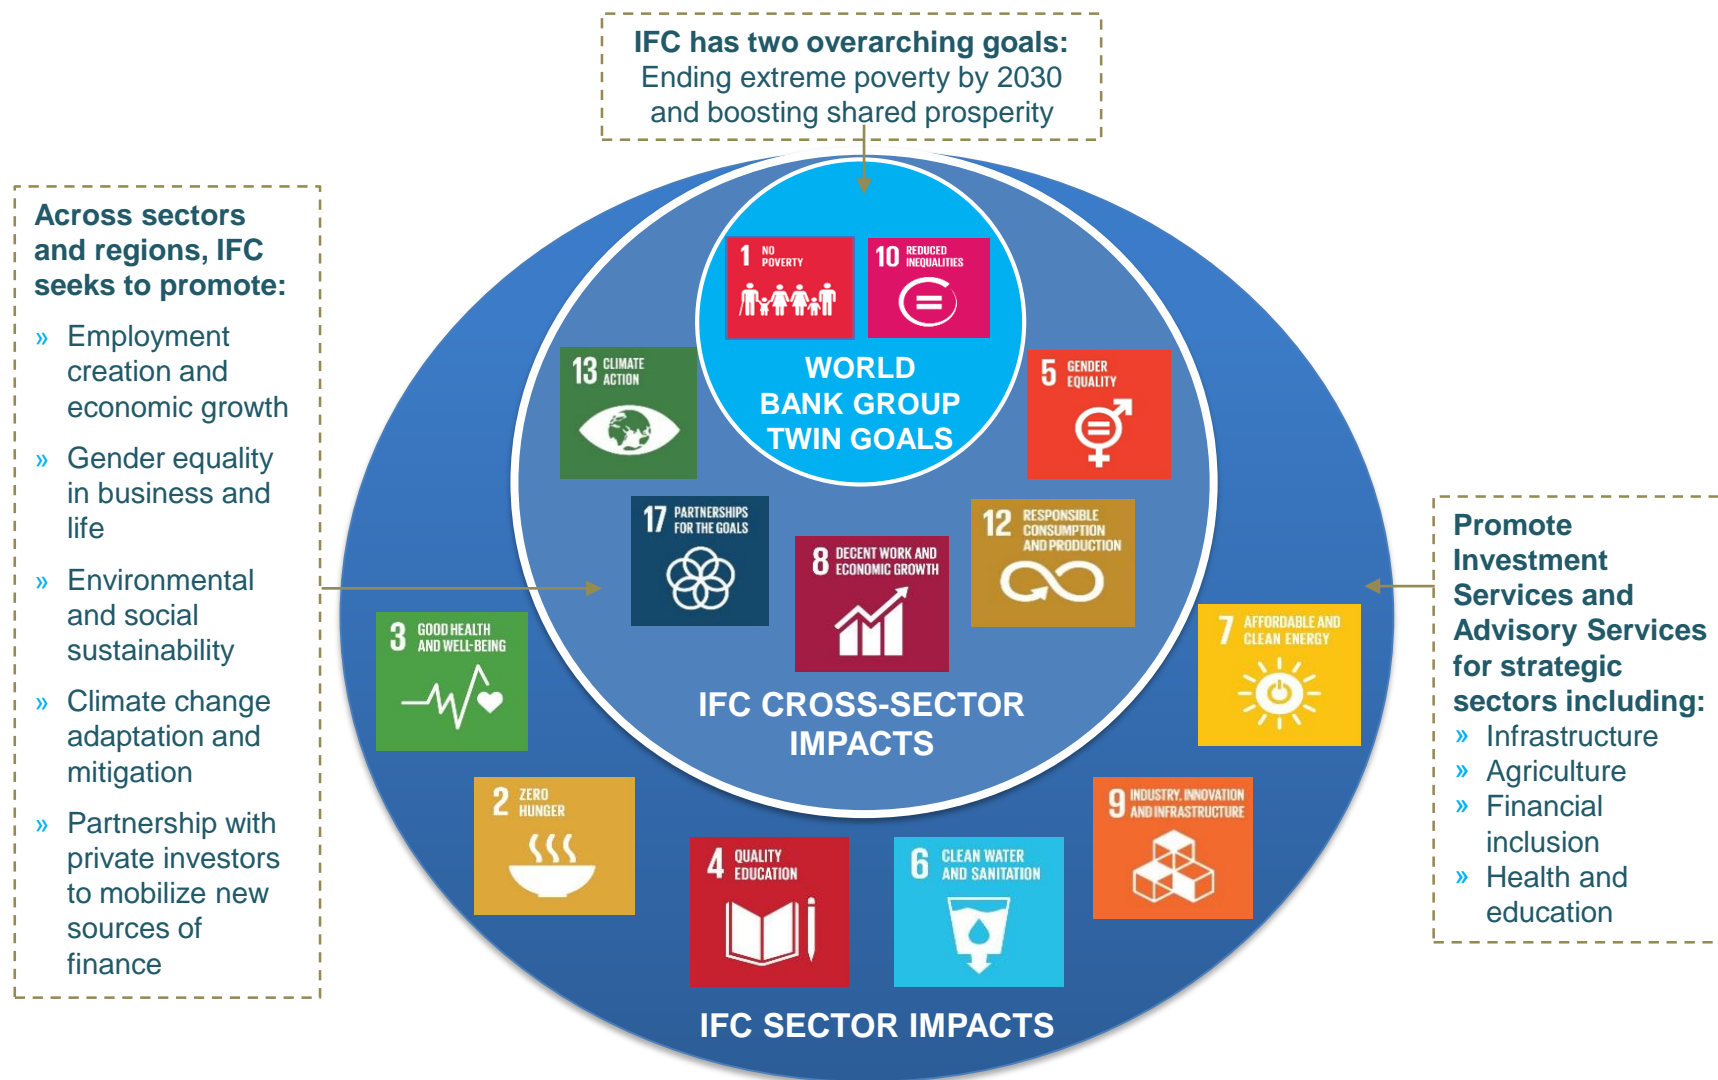 IFC has two overarching goals:
Ending extreme poverty by 2030
and boosting shared prosperity
Across sectors
and regions, IFC
seeks to promote:
» Employment
creation and
economic growth
» Gender equality
in business and
life
» Environmental
and social
sustainability
» Climate change
adaptation and
mitigation
» Partnership with
private investors
to mobilize new
sources of
finance
1 NO
POVERTY
10 REDUCED
INEQUALITIES
WORLD
BANK GROUP
TWIN GOALS
13 CLIMATE
ACTION
5 GENDER
EQUALITY
17 PARTNERSHIPS
FOR THE GOALS
8 DECENT WORK AND
ECONOMIC GROWTH
12 RESPONSIBLE
CONSUMPTION
AND PRODUCTION
IFC CROSS-SECTOR
IMPACTS
3 GOOD HEALTH
AND WELL-BEING
7 AFFORDABLE AND
CLEAN ENERGY
2 ZERO
HUNGER
4 QUALITY
EDUCATION
6 CLEAN WATER
AND SANITATION
9 INDUSTRY, INNOVATION
AND INFRASTRUCTURE
IFC SECTOR IMPACTS
Promote
Investment
Services and
Advisory Services
for strategic
sectors including:
» Infrastructure
» Agriculture
» Financial
inclusion
» Health and
education